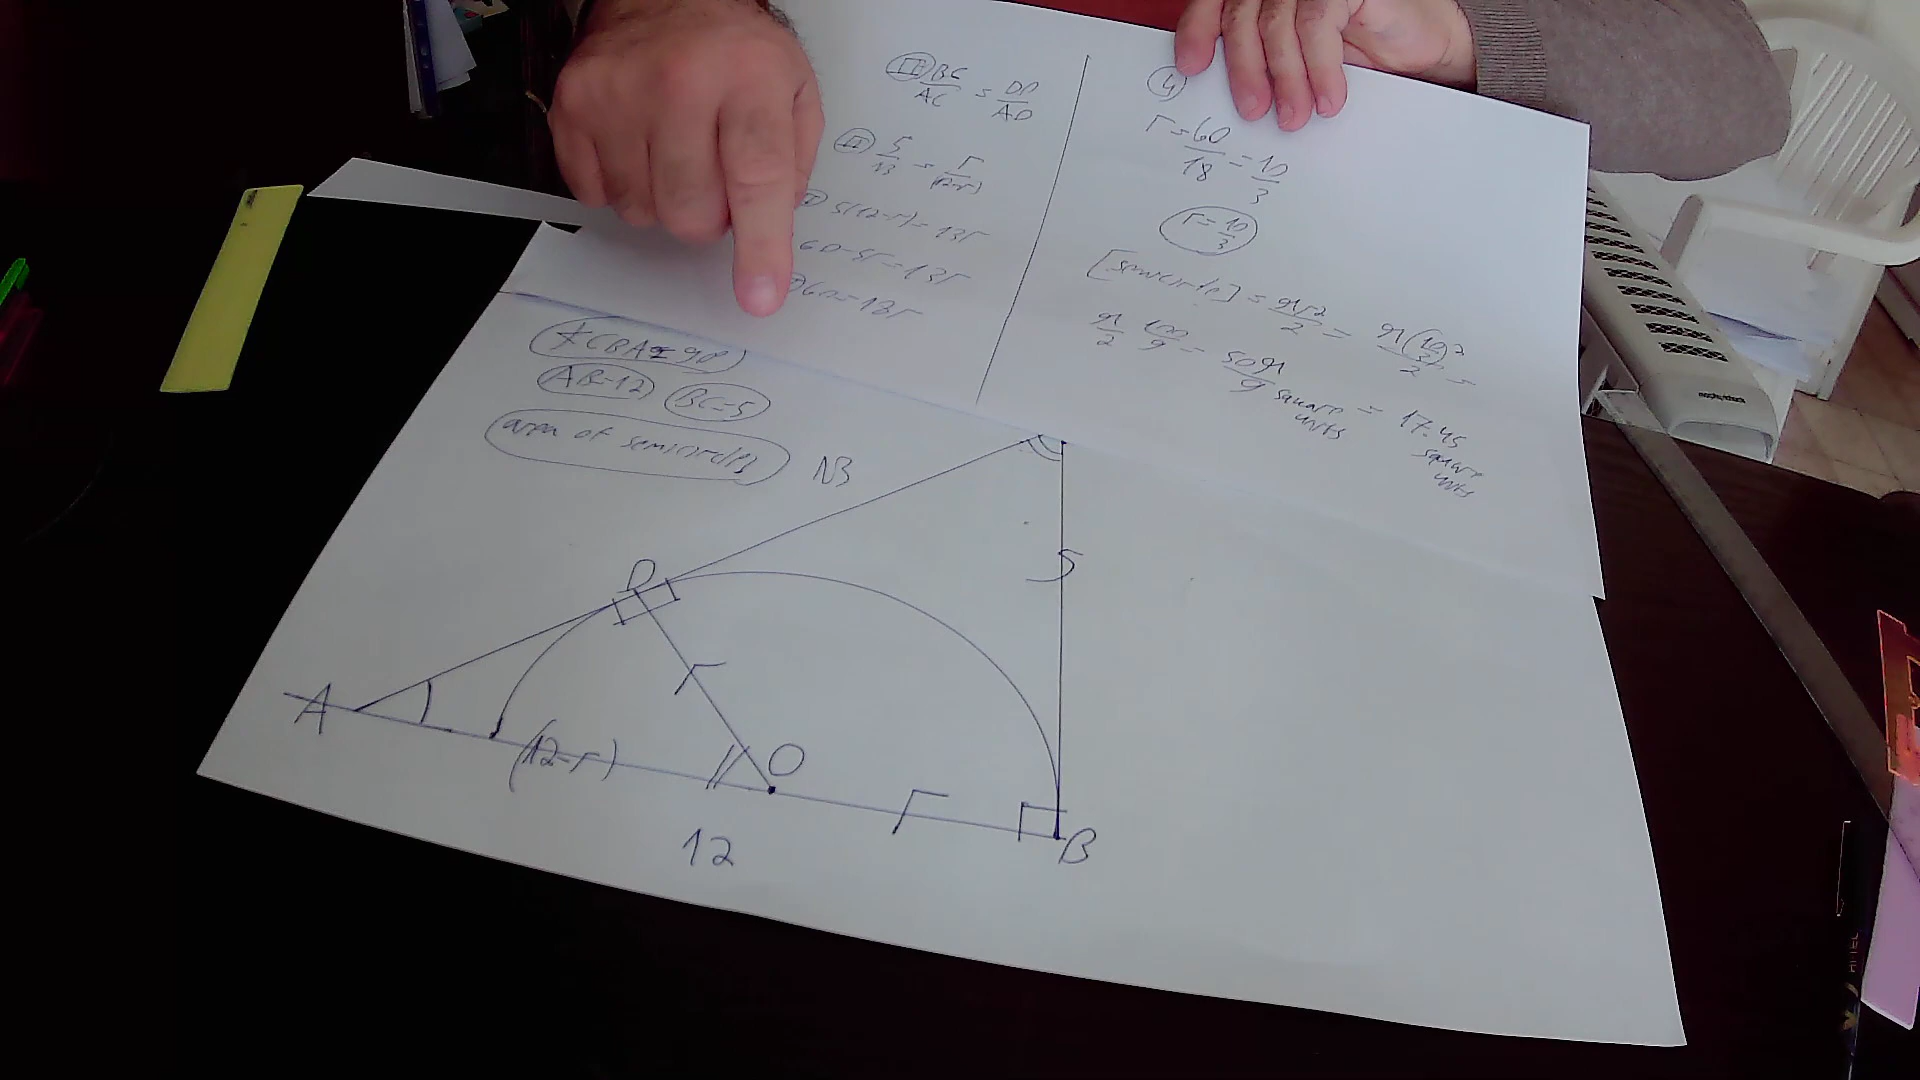 ∢CBA=90
AB=12 BC=5
area of semicircle
BC/AC = DO/AD
5/13 = r/(12-r)
5(12-r)=13r
60-5r=13r
60=18r
4
r=60/18=10/3
r=10/3
[semicircle]=πr²/2=π(10/3)²/2=
π/2 100/9=50π/9 square units=17.45 square units
13
5
D
r
A
(12-r)
O
r
B
12